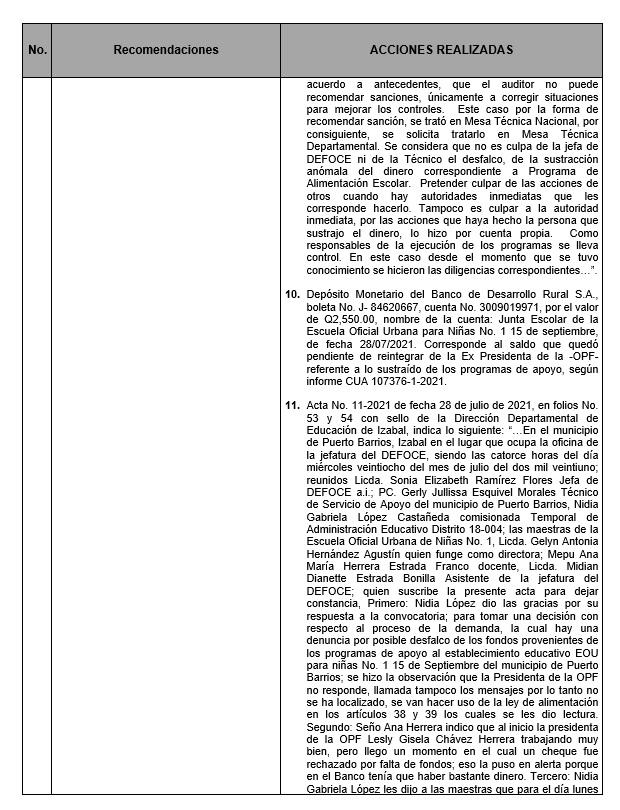 No. Recomendaciones ACCIONES REALIZADAS
acuerdo a antecedentes, que el auditor no puede
recomendar sanciones, únicamente a corregir situaciones
para mejorar los controles. Este caso por la forma de
recomendar sanción, se trató en Mesa Técnica Nacional, por
consiguiente, se solicita tratarlo en Mesa Técnica
Departamental. Se considera que no es culpa de la jefa de
DEFOCE ni de la Técnico el desfalco, de la sustracción
anómala del dinero correspondiente a Programa de
Alimentación Escolar. Pretender culpar de las acciones de
otros cuando hay autoridades inmediatas que les
corresponde hacerlo. Tampoco es culpar a la autoridad
inmediata, por las acciones que haya hecho la persona que
sustrajo el dinero, lo hizo por cuenta propia. Como
responsables de la ejecución de los programas se lleva
control. En este caso desde el momento que se tuvo
conocimiento se hicieron las diligencias correspondientes…”.
10. Depósito Monetario del Banco de Desarrollo Rural S.A.,
boleta No. J- 84620667, cuenta No. 3009019971, por el valor
de Q2,550.00, nombre de la cuenta: Junta Escolar de la
Escuela Oficial Urbana para Niñas No. 1 15 de septiembre,
de fecha 28/07/2021. Corresponde al saldo que quedó
pendiente de reintegrar de la Ex Presidenta de la -OPF-
referente a lo sustraído de los programas de apoyo, según
informe CUA 107376-1-2021.
11. Acta No. 11-2021 de fecha 28 de julio de 2021, en folios No.
53 y 54 con sello de la Dirección Departamental de
Educación de Izabal, indica lo siguiente: “…En el municipio
de Puerto Barrios, Izabal en el lugar que ocupa la oficina de
la jefatura del DEFOCE, siendo las catorce horas del día
miércoles veintiocho del mes de julio del dos mil veintiuno;
reunidos Licda. Sonia Elizabeth Ramírez Flores Jefa de
DEFOCE a.i.; PC. Gerly Jullissa Esquivel Morales Técnico
de Servicio de Apoyo del municipio de Puerto Barrios, Nidia
Gabriela López Castañeda comisionada Temporal de
Administración Educativo Distrito 18-004; las maestras de la
Escuela Oficial Urbana de Niñas No. 1, Licda. Gelyn Antonia
Hernández Agustín quien funge como directora; Mepu Ana
María Herrera Estrada Franco docente, Licda. Midian
Dianette Estrada Bonilla Asistente de la jefatura del
DEFOCE; quien suscribe la presente acta para dejar
constancia, Primero: Nidia López dio las gracias por su
respuesta a la convocatoria; para tomar una decisión con
respecto al proceso de la demanda, la cual hay una
denuncia por posible desfalco de los fondos provenientes de
los programas de apoyo al establecimiento educativo EOU
para niñas No. 1 15 de Septiembre del municipio de Puerto
Barrios; se hizo la observación que la Presidenta de la OPF
no responde, llamada tampoco los mensajes por lo tanto no
se ha localizado, se van hacer uso de la ley de alimentación
en los artículos 38 y 39 los cuales se les dio lectura.
Segundo: Seño Ana Herrera indico que al inicio la presidenta
de la OPF Lesly Gisela Chávez Herrera trabajando muy
bien, pero llego un momento en el cual un cheque fue
rechazado por falta de fondos; eso la puso en alerta porque
en el Banco tenía que haber bastante dinero. Tercero: Nidia
Gabriela López les dijo a las maestras que para el día lunes